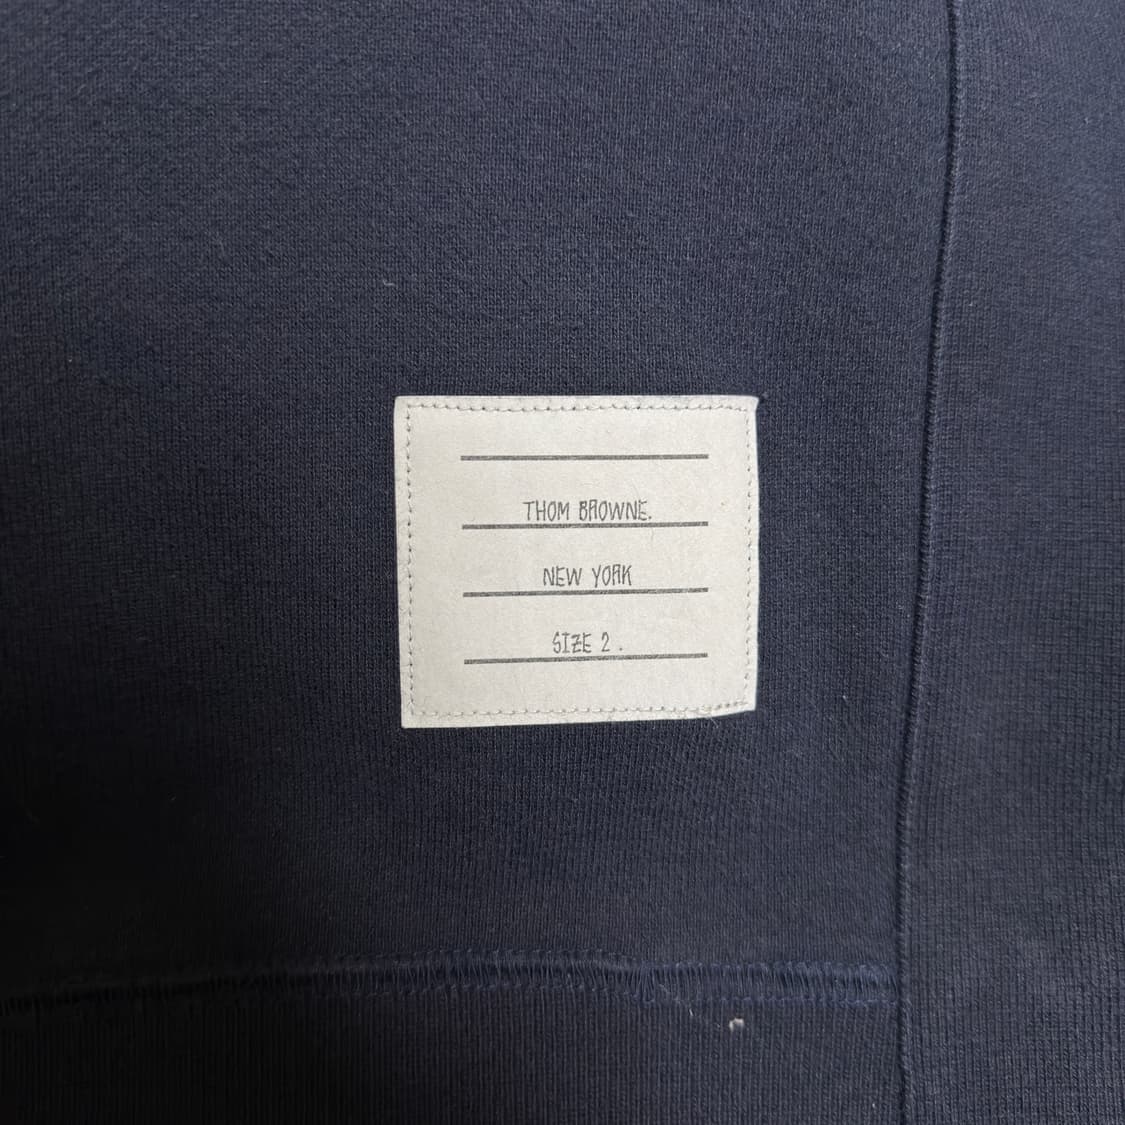 THOM BROWNE.
NEW YORK
SIZE 2 .